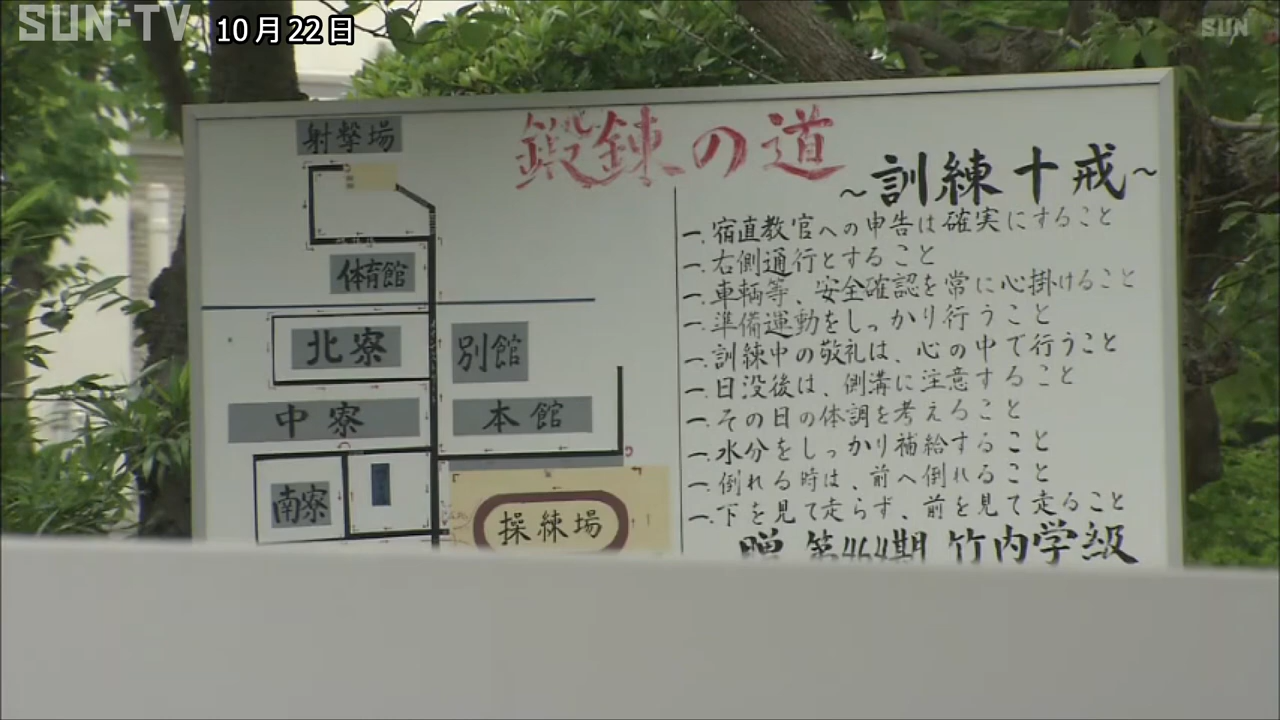 SUN-TV 10月22日
SUN
鍛錬の道
～訓練十戒～
一.宿直教官への申告は確実にすること
一.右側通行とすること
一.車輌等、安全確認を常に心掛けること
一.準備運動をしっかり行うこと
一.訓練中の敬礼は、心の中で行うこと
一.日没後は、側溝に注意すること
一.その日の体調を考えること
一.水分をしっかり補給すること
一.倒れる時は、前へ倒れること
一.下を見て走らず、前を見て走ること
贈 第464期 竹内学級
射撃場
体育館
北寮
別館
中寮
本館
南寮
操練場